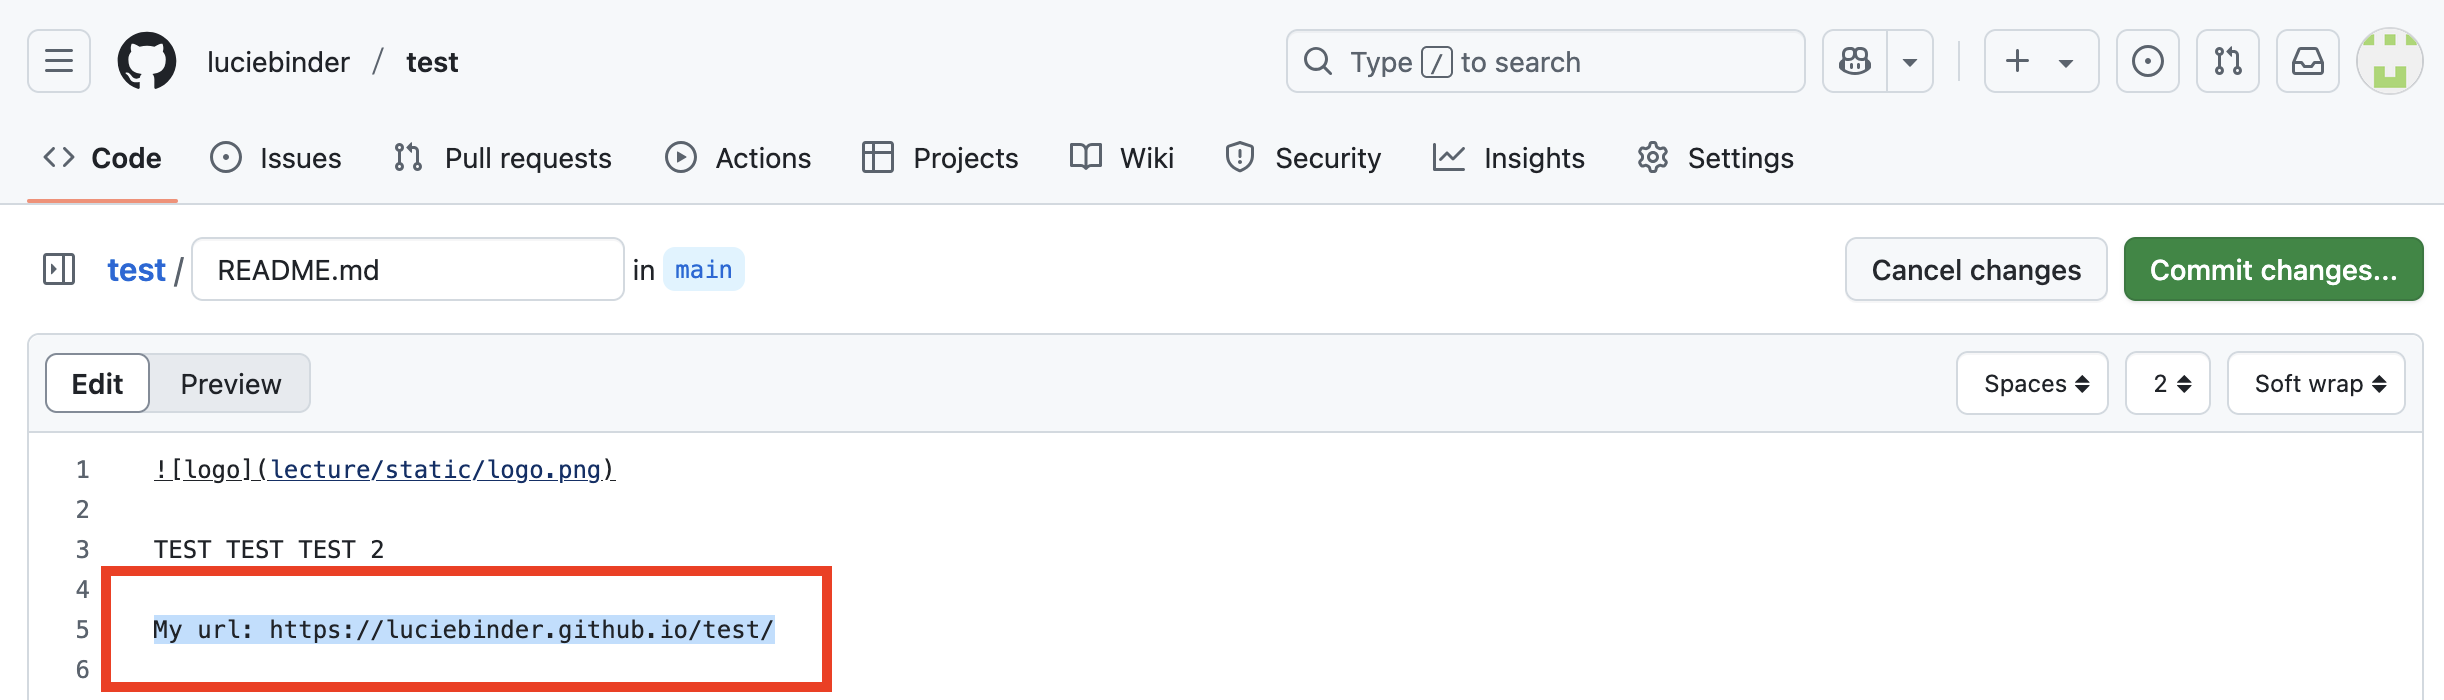 luciebinder / test
Type / to search
Code Issues Pull requests Actions Projects Wiki Security Insights Settings
test / README.md in main
Cancel changes Commit changes...
Edit Preview
Spaces 2 Soft wrap
1 ![logo](lecture/static/logo.png)
2
3 TEST TEST TEST 2
4
5 My url: https://luciebinder.github.io/test/
6